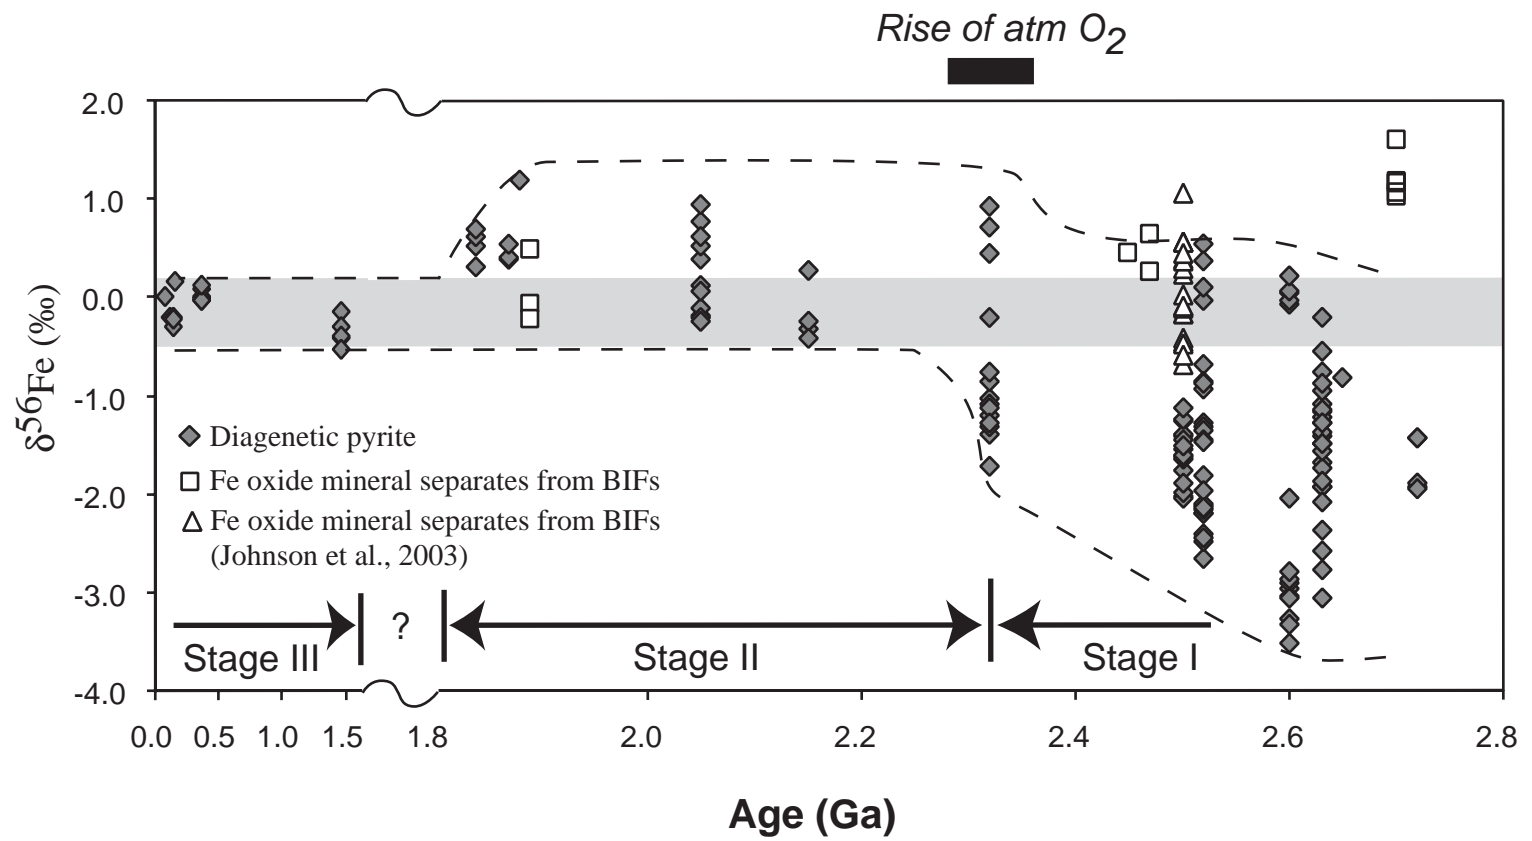 Rise of atm O2
2.0
1.0
0.0
-1.0
-2.0
-3.0
-4.0
δ56Fe (‰)
Diagenetic pyrite
Fe oxide mineral separates from BIFs
Fe oxide mineral separates from BIFs
(Johnson et al., 2003)
?
Stage III
Stage II
Stage I
0.0 0.5 1.0 1.5 1.8 2.0 2.2 2.4 2.6 2.8
Age (Ga)